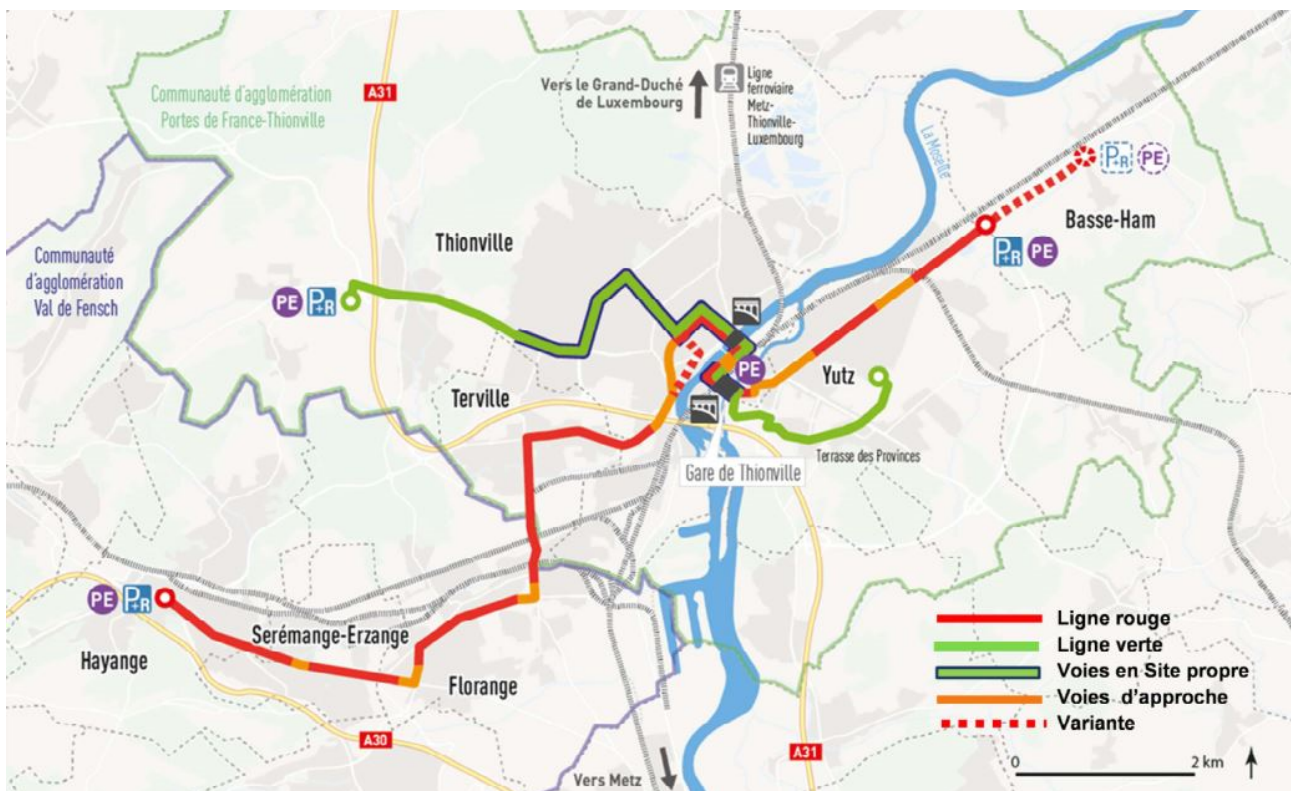 Communauté d'agglomération
Portes de France-Thionville
A31
Vers le Grand-Duché
de Luxembourg
Ligne
ferroviaire
Metz-
Thionville-
Luxembourg
La Moselle
P+R PE
Basse-Ham
P+R PE
Thionville
Communauté
d'agglomération
Val de Fensch
PE P+R
PE
Yutz
Terville
Terrasse des Provinces
Gare de Thionville
PE P+R
Hayange
Serémange-Erzange
Florange
A30
Vers Metz
A31
Ligne rouge
Ligne verte
Voies en Site propre
Voies d'approche
Variante
0 2 km